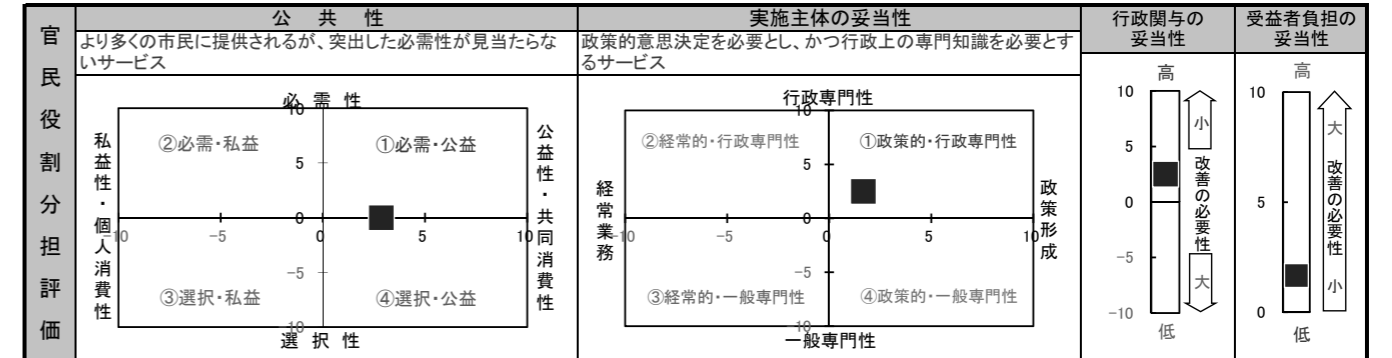 官民役割分担評価
公 共 性
より多くの市民に提供されるが、突出した必需性が見当たらな
いサービス
必 需 性
10
②必需・私益
①必需・公益
5
私益性・個人消費性
公益性・共同消費性
0
-10
-5
0
5
10
-5
③選択・私益
④選択・公益
-10
選 択 性
実施主体の妥当性
政策的意思決定を必要とし、かつ行政上の専門知識を必要とす
るサービス
行政専門性
10
②経常的・行政専門性
①政策的・行政専門性
5
経常業務
政策形成
0
-10
-5
0
5
10
-5
③経常的・一般専門性
④政策的・一般専門性
-10
一般専門性
行政関与の
妥当性
高
10
5
0
-5
-10
低
小
改善の必要性
大
受益者負担の
妥当性
高
10
5
0
低
大
改善の必要性
小